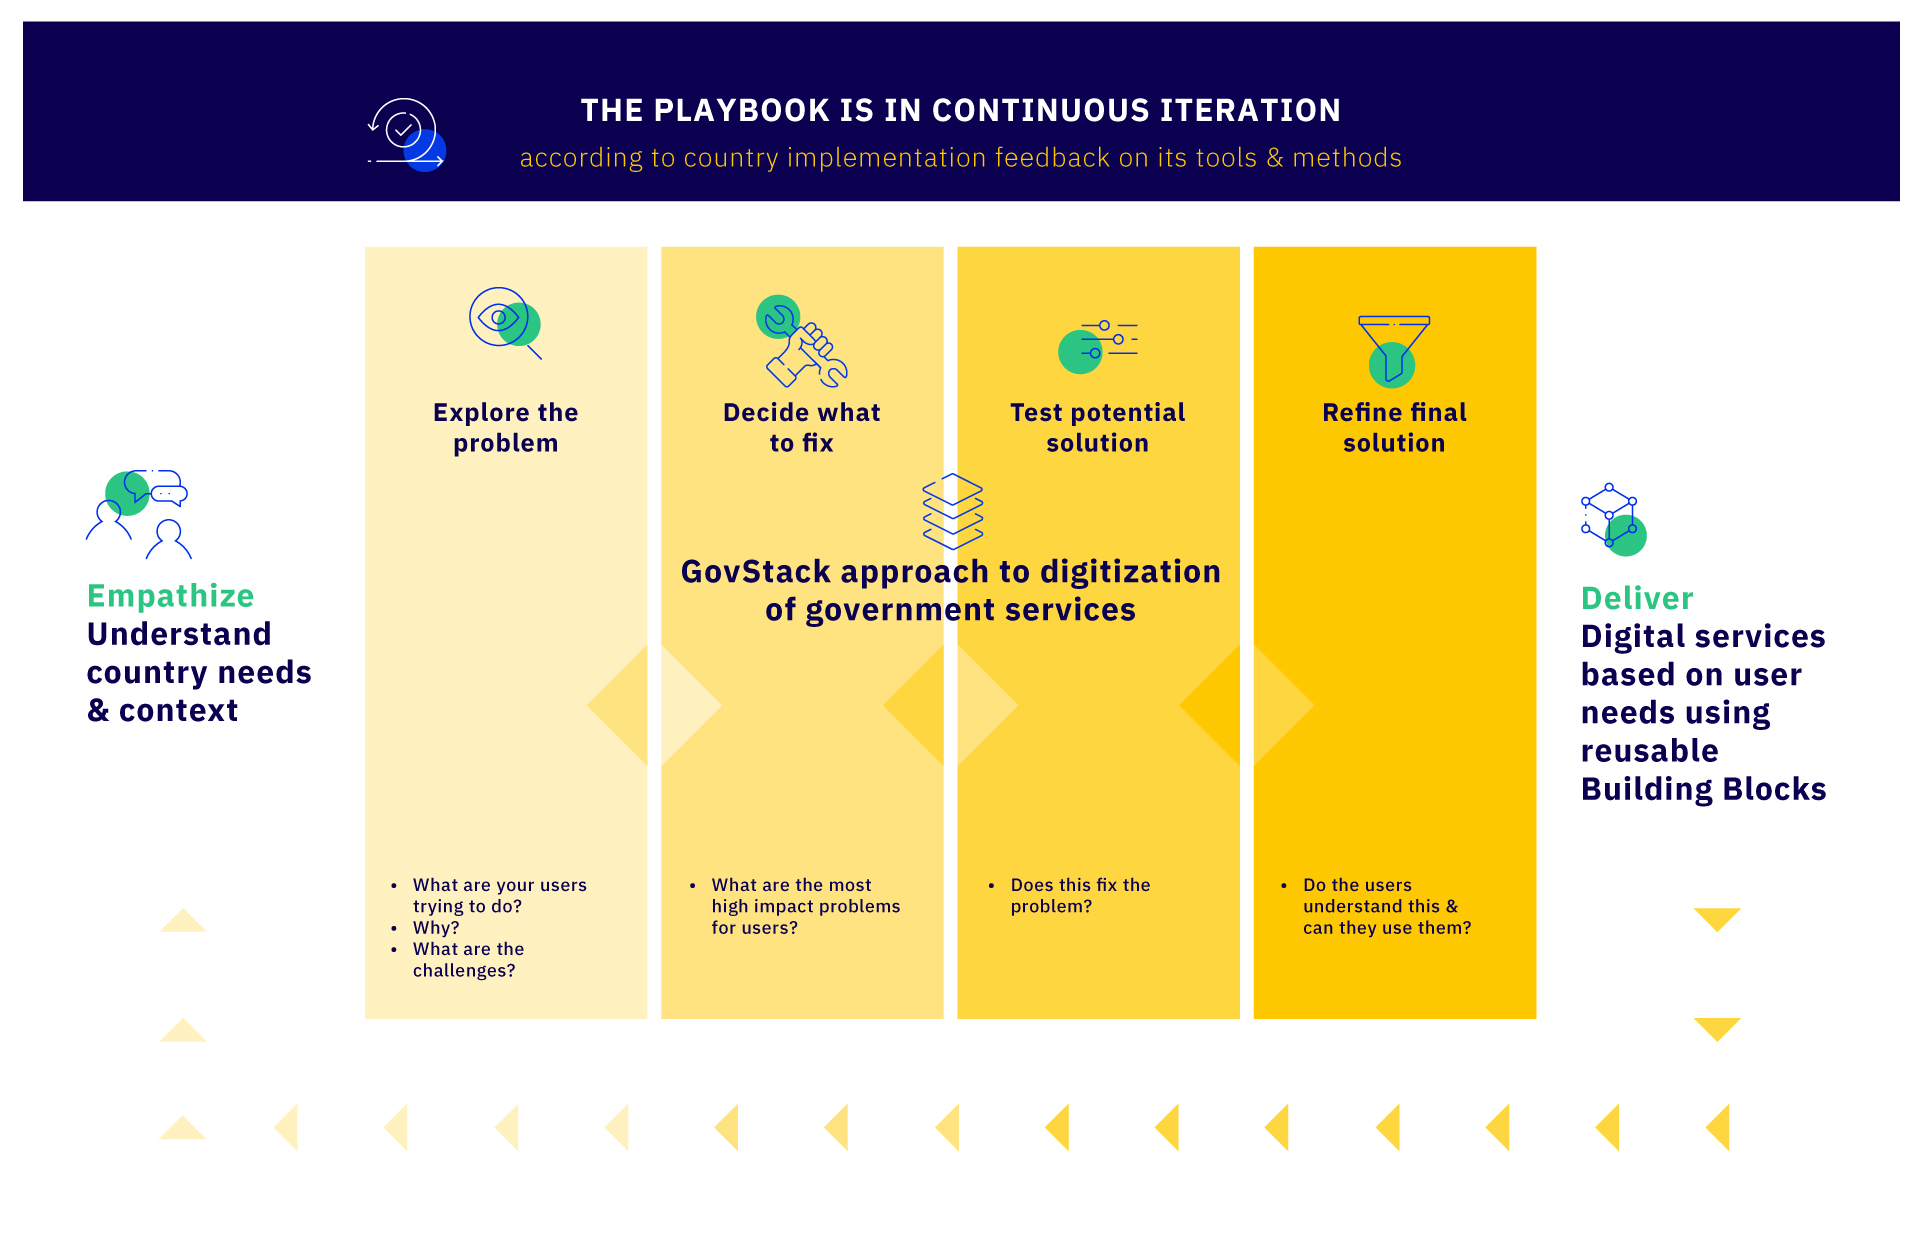 THE PLAYBOOK IS IN CONTINUOUS ITERATION
according to country implementation feedback on its tools & methods
Empathize
Understand
country needs
& context
Explore the
problem
Decide what
to fix
Test potential
solution
Refine final
solution
GovStack approach to digitization
of government services
• What are your users
trying to do?
• Why?
• What are the
challenges?
• What are the most
high impact problems
for users?
• Does this fix the
problem?
• Do the users
understand this &
can they use them?
Deliver
Digital services
based on user
needs using
reusable
Building Blocks